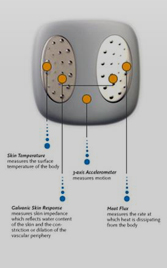 Skin Temperature
measures the surface
temperature of the body
y-axis Accelerometer
measures motion
Galvanic Skin Response
measures skin impedance
which reflects water content
of the skin and the con-
striction or dilation of the
vascular periphery
Heat Flux
measures the rate at
which heat is dissipating
from the body